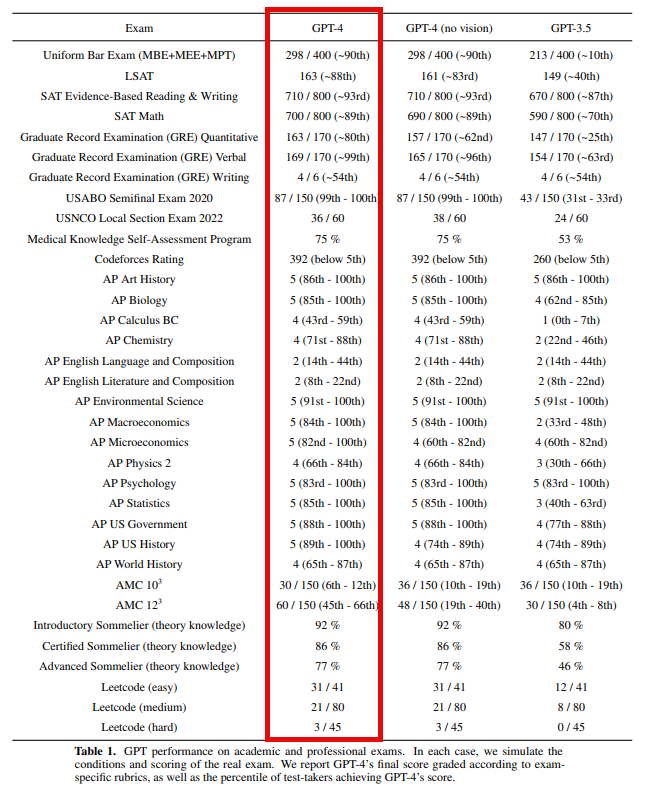 Exam GPT-4 GPT-4 (no vision) GPT-3.5
Uniform Bar Exam (MBE+MEE+MPT) 298 / 400 (~90th) 298 / 400 (~90th) 213 / 400 (~10th)
LSAT 163 (~88th) 161 (~83rd) 149 (~40th)
SAT Evidence-Based Reading & Writing 710 / 800 (~93rd) 710 / 800 (~93rd) 670 / 800 (~87th)
SAT Math 700 / 800 (~89th) 690 / 800 (~89th) 590 / 800 (~70th)
Graduate Record Examination (GRE) Quantitative 163 / 170 (~80th) 157 / 170 (~62nd) 147 / 170 (~25th)
Graduate Record Examination (GRE) Verbal 169 / 170 (~99th) 165 / 170 (~96th) 154 / 170 (~63rd)
Graduate Record Examination (GRE) Writing 4 / 6 (~54th) 4 / 6 (~54th) 4 / 6 (~54th)
USABO Semifinal Exam 2020 87 / 150 (99th - 100th 87 / 150 (99th - 100th) 43 / 150 (31st - 33rd)
USNCO Local Section Exam 2022 36 / 60 38 / 60 24 / 60
Medical Knowledge Self-Assessment Program 75 % 75 % 53 %
Codeforces Rating 392 (below 5th) 392 (below 5th) 260 (below 5th)
AP Art History 5 (86th - 100th) 5 (86th - 100th) 5 (86th - 100th)
AP Biology 5 (85th - 100th) 5 (85th - 100th) 4 (62nd - 85th)
AP Calculus BC 4 (43rd - 59th) 4 (43rd - 59th) 1 (0th - 7th)
AP Chemistry 4 (71st - 88th) 4 (71st - 88th) 2 (22nd - 46th)
AP English Language and Composition 2 (14th - 44th) 2 (14th - 44th) 2 (14th - 44th)
AP English Literature and Composition 2 (8th - 22nd) 2 (8th - 22nd) 2 (8th - 22nd)
AP Environmental Science 5 (91st - 100th) 5 (91st - 100th) 5 (91st - 100th)
AP Macroeconomics 5 (84th - 100th) 5 (84th - 100th) 2 (33rd - 48th)
AP Microeconomics 5 (82nd - 100th) 4 (60th - 82nd) 4 (60th - 82nd)
AP Physics 2 4 (66th - 84th) 4 (66th - 84th) 3 (30th - 66th)
AP Psychology 5 (83rd - 100th) 5 (83rd - 100th) 5 (83rd - 100th)
AP Statistics 5 (85th - 100th) 5 (85th - 100th) 3 (40th - 63rd)
AP US Government 5 (88th - 100th) 5 (88th - 100th) 4 (77th - 88th)
AP US History 5 (89th - 100th) 4 (74th - 89th) 4 (74th - 89th)
AP World History 4 (65th - 87th) 4 (65th - 87th) 4 (65th - 87th)
AMC 10³ 30 / 150 (6th - 12th) 36 / 150 (10th - 19th) 36 / 150 (10th - 19th)
AMC 12³ 60 / 150 (45th - 66th) 48 / 150 (19th - 40th) 30 / 150 (4th - 8th)
Introductory Sommelier (theory knowledge) 92 % 92 % 80 %
Certified Sommelier (theory knowledge) 86 % 86 % 58 %
Advanced Sommelier (theory knowledge) 77 % 77 % 46 %
Leetcode (easy) 31 / 41 31 / 41 12 / 41
Leetcode (medium) 21 / 80 21 / 80 8 / 80
Leetcode (hard) 3 / 45 3 / 45 0 / 45
Table 1. GPT performance on academic and professional exams. In each case, we simulate the
conditions and scoring of the real exam. We report GPT-4's final score graded according to exam-
specific rubrics, as well as the percentile of test-takers achieving GPT-4's score.